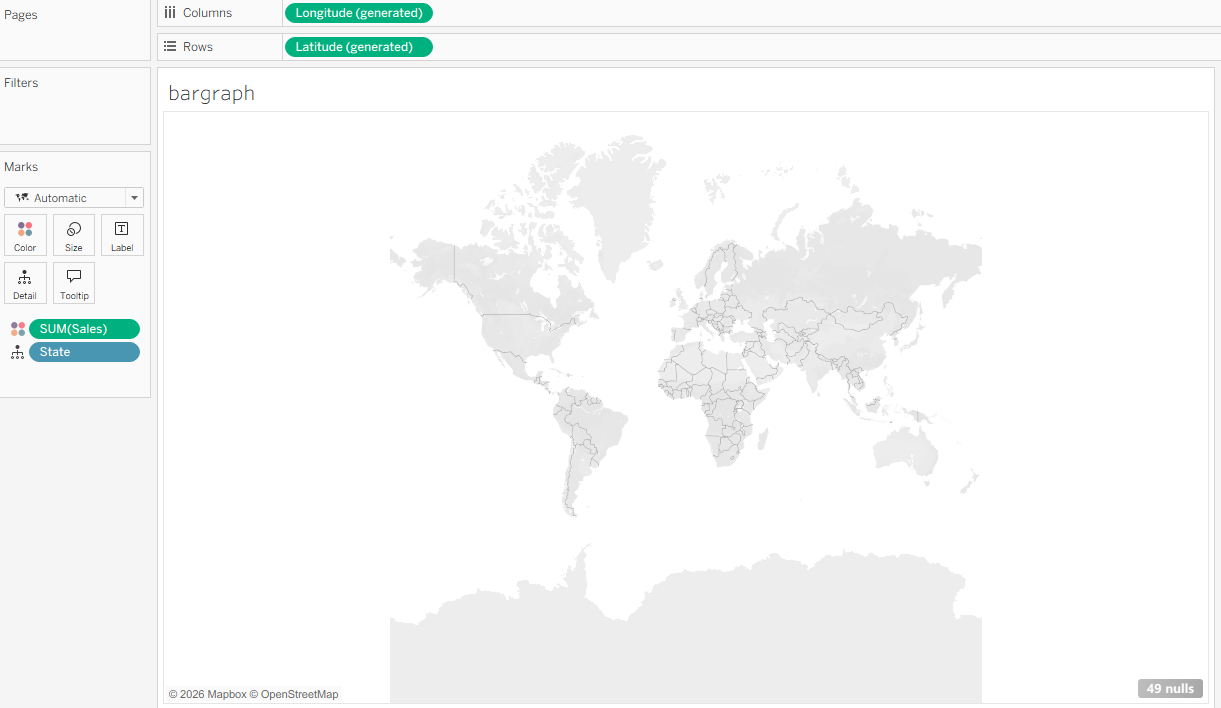 Pages
Columns
Longitude (generated)
Rows
Latitude (generated)
Filters
bargraph
Marks
Automatic
Color
Size
Label
Detail
Tooltip
SUM(Sales)
State
© 2026 Mapbox © OpenStreetMap
49 nulls